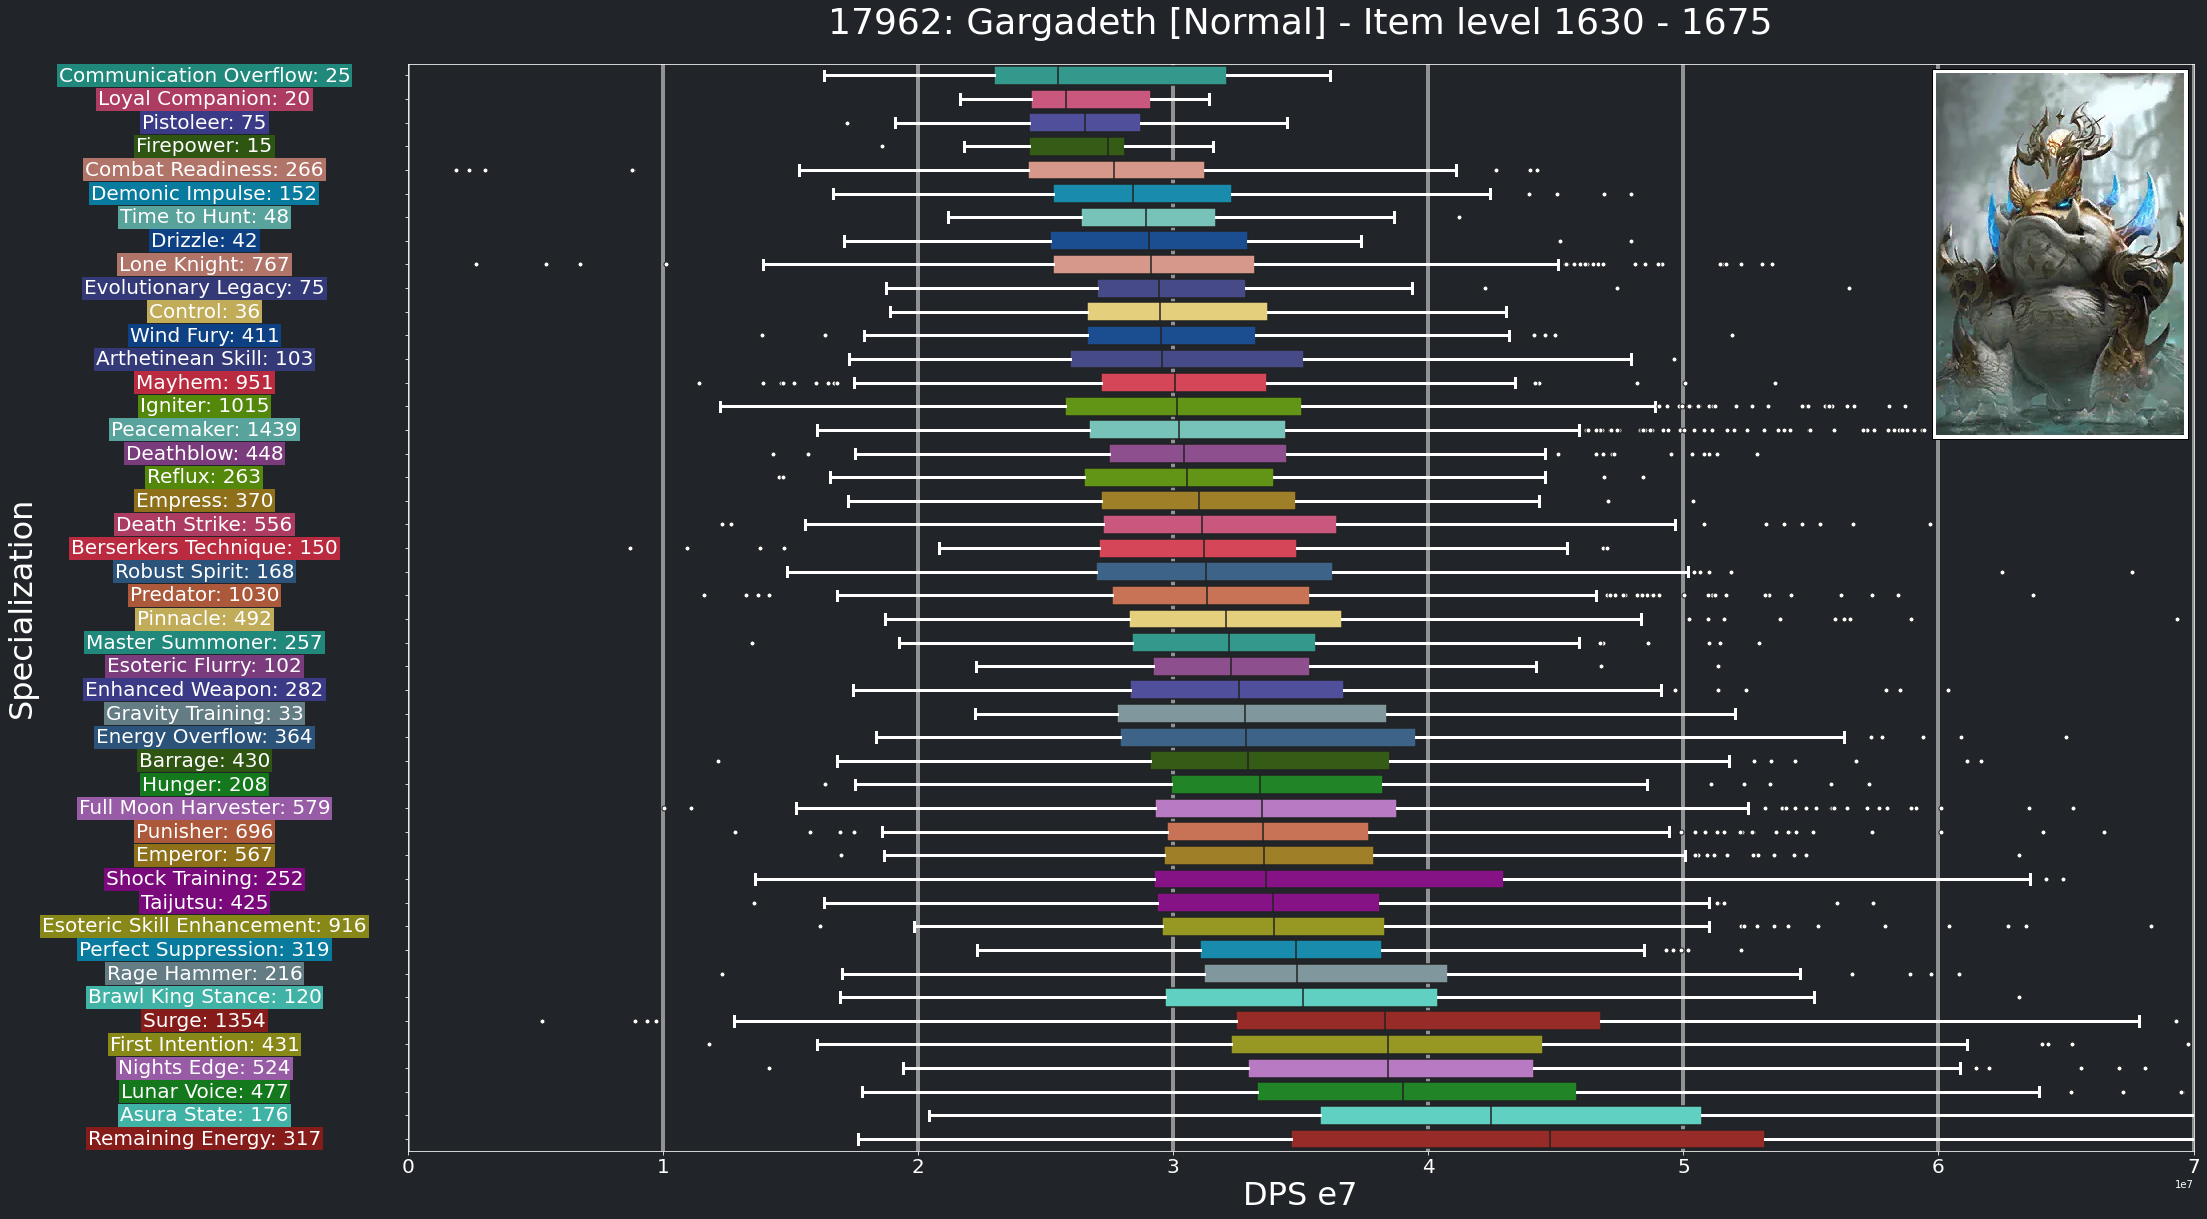 17962: Gargadeth [Normal] - Item level 1630 - 1675
Communication Overflow: 25
Loyal Companion: 20
Pistoleer: 75
Firepower: 15
Combat Readiness: 266
Demonic Impulse: 152
Time to Hunt: 48
Drizzle: 42
Lone Knight: 767
Evolutionary Legacy: 75
Control: 36
Wind Fury: 411
Arthetinean Skill: 103
Mayhem: 951
Igniter: 1015
Peacemaker: 1439
Deathblow: 448
Reflux: 263
Empress: 370
Death Strike: 556
Berserkers Technique: 150
Robust Spirit: 168
Predator: 1030
Pinnacle: 492
Master Summoner: 257
Esoteric Flurry: 102
Enhanced Weapon: 282
Gravity Training: 33
Energy Overflow: 364
Barrage: 430
Hunger: 208
Full Moon Harvester: 579
Punisher: 696
Emperor: 567
Shock Training: 252
Taijutsu: 425
Esoteric Skill Enhancement: 916
Perfect Suppression: 319
Rage Hammer: 216
Brawl King Stance: 120
Surge: 1354
First Intention: 431
Nights Edge: 524
Lunar Voice: 477
Asura State: 176
Remaining Energy: 317
Specialization
0 1 2 3 4 5 6 7
1e7
DPS e7